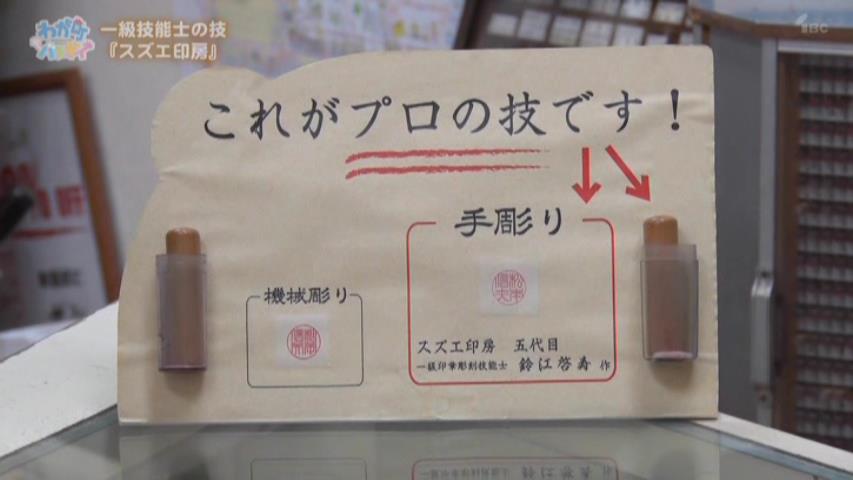 一級技能士の技
『スズエ印房』
IBC
これがプロの技です！
手彫り
機械彫り
スズエ印房 五代目
一級印章彫刻技能士 鈴江啓寿 作